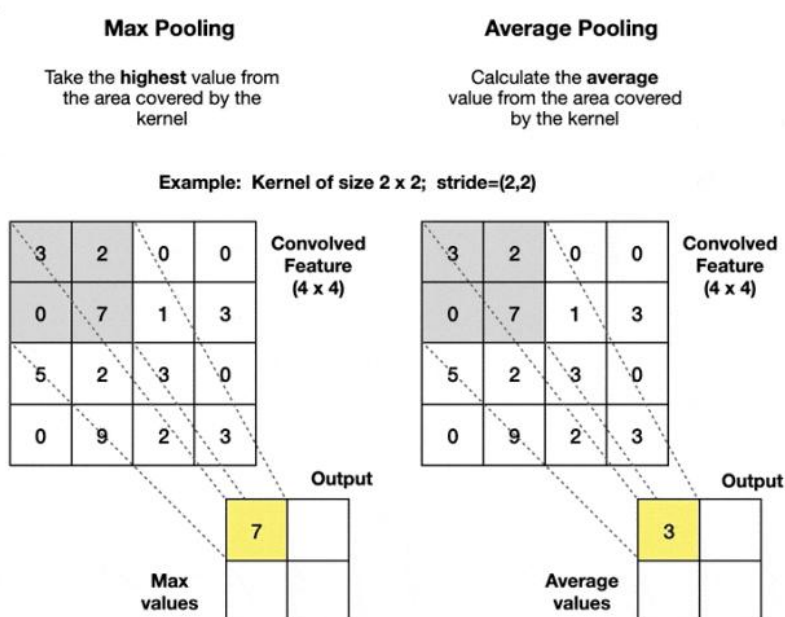 Max Pooling
Take the highest value from
the area covered by the
kernel
Average Pooling
Calculate the average
value from the area covered
by the kernel
Example: Kernel of size 2 x 2; stride=(2,2)
3 2 0 0
0 7 1 3
5 2 3 0
0 9 2 3
Convolved
Feature
(4 x 4)
Output
7
Max
values
3 2 0 0
0 7 1 3
5 2 3 0
0 9 2 3
Convolved
Feature
(4 x 4)
Output
3
Average
values